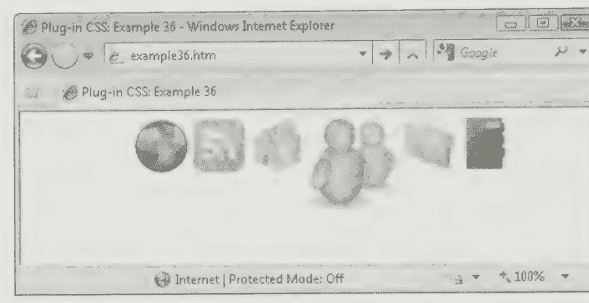 Plug-in CSS: Example 36 - Windows Internet Explorer
example36.htm
Google
Plug-in CSS: Example 36
Internet | Protected Mode: Off
100%